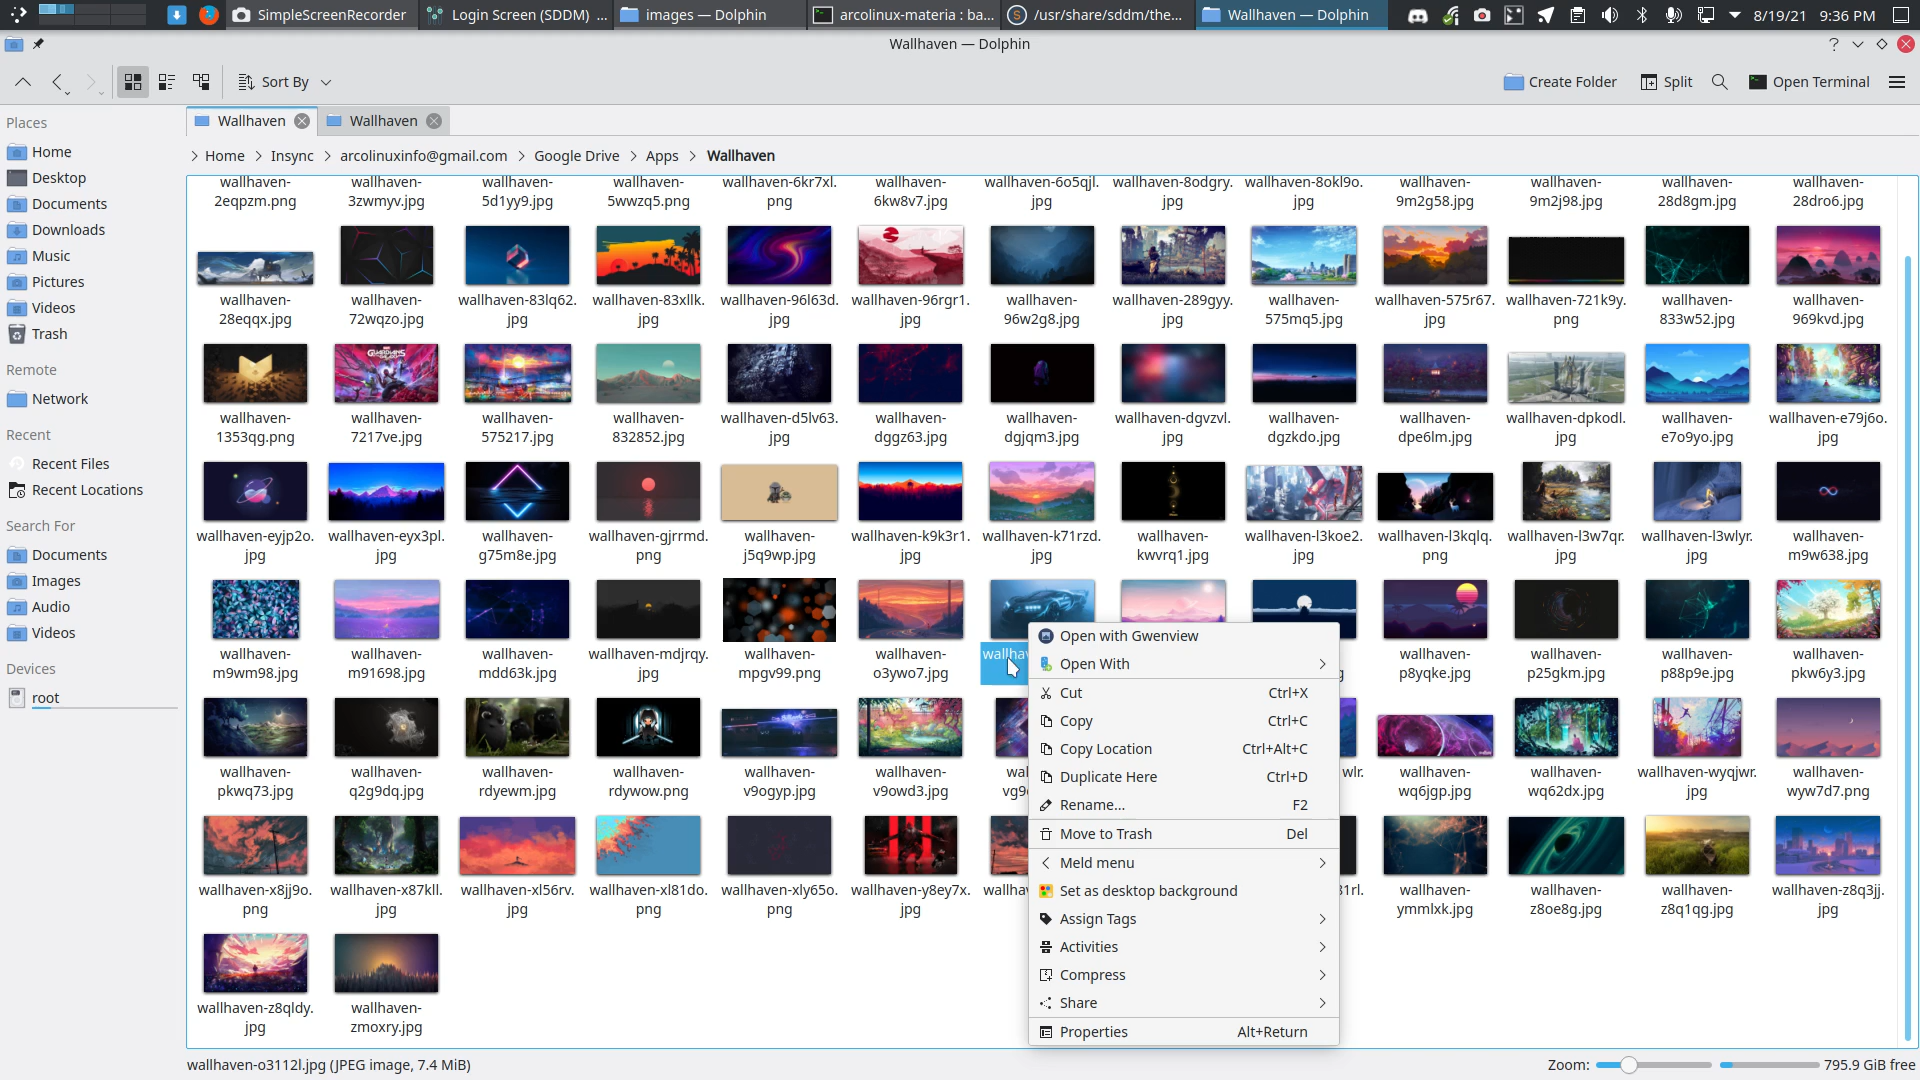 SimpleScreenRecorder
Login Screen (SDDM) ...
images — Dolphin
arcolinux-materia : ba...
/usr/share/sddm/the...
Wallhaven — Dolphin
8/19/21
9:36 PM
Wallhaven — Dolphin
Sort By
Create Folder
Split
Open Terminal
Places
Home
Desktop
Documents
Downloads
Music
Pictures
Videos
Trash
Remote
Network
Recent
Recent Files
Recent Locations
Search For
Documents
Images
Audio
Videos
Devices
root
Wallhaven
Wallhaven
Home > Insync > arcolinuxinfo@gmail.com > Google Drive > Apps > Wallhaven
wallhaven-2eqpzm.png
wallhaven-3zwmyv.jpg
wallhaven-5d1yy9.jpg
wallhaven-5wwzq5.png
wallhaven-6kr7xl.png
wallhaven-6kw8v7.jpg
wallhaven-6o5qjl.jpg
wallhaven-8odgry.jpg
wallhaven-8okl9o.jpg
wallhaven-9m2g58.jpg
wallhaven-9m2j98.jpg
wallhaven-28d8gm.jpg
wallhaven-28dro6.jpg
wallhaven-28eqqx.jpg
wallhaven-72wqzo.jpg
wallhaven-83lq62.jpg
wallhaven-83xllk.jpg
wallhaven-96l63d.jpg
wallhaven-96rgr1.jpg
wallhaven-96w2g8.jpg
wallhaven-289gyy.jpg
wallhaven-575mq5.jpg
wallhaven-575r67.jpg
wallhaven-721k9y.png
wallhaven-833w52.jpg
wallhaven-969kvd.jpg
GUARDIANS
wallhaven-1353qg.png
wallhaven-7217ve.jpg
wallhaven-575217.jpg
wallhaven-832852.jpg
wallhaven-d5lv63.jpg
wallhaven-dggz63.jpg
wallhaven-dgjqm3.jpg
wallhaven-dgvzvl.jpg
wallhaven-dgzkdo.jpg
wallhaven-dpe6lm.jpg
wallhaven-dpkodl.jpg
wallhaven-e7o9yo.jpg
wallhaven-e79j6o.jpg
wallhaven-eyjp2o.jpg
wallhaven-eyx3pl.jpg
wallhaven-g75m8e.jpg
wallhaven-gjrrmd.png
wallhaven-j5q9wp.jpg
wallhaven-k9k3r1.jpg
wallhaven-k71rzd.jpg
wallhaven-kwvrq1.jpg
wallhaven-l3koe2.jpg
wallhaven-l3kqlq.png
wallhaven-l3w7qr.jpg
wallhaven-l3wlyr.jpg
wallhaven-m9w638.jpg
wallhaven-m9wm98.jpg
wallhaven-m91698.jpg
wallhaven-mdd63k.jpg
wallhaven-mdjrqy.jpg
wallhaven-mpgv99.png
wallhaven-o3ywo7.jpg
wallhav
wallhaven-p8yqke.jpg
wallhaven-p25gkm.jpg
wallhaven-p88p9e.jpg
wallhaven-pkw6y3.jpg
wallhaven-pkwq73.jpg
wallhaven-q2g9dq.jpg
wallhaven-rdyewm.jpg
wallhaven-rdywow.png
wallhaven-v9ogyp.jpg
wallhaven-v9owd3.jpg
wlr.
wallhaven-wq6jgp.jpg
wallhaven-wq62dx.jpg
wallhaven-wyqjwr.jpg
wallhaven-wyw7d7.png
wallhaven-x8jj9o.png
wallhaven-x87kll.jpg
wallhaven-xl56rv.jpg
wallhaven-xl81do.png
wallhaven-xly65o.png
wallhaven-y8ey7x.jpg
81rl.
wallhaven-ymmlxk.jpg
wallhaven-z8oe8g.jpg
wallhaven-z8q1qg.jpg
wallhaven-z8q3jj.jpg
wallhaven-z8qldy.jpg
wallhaven-zmoxry.jpg
Open with Gwenview
Open With
Cut Ctrl+X
Copy Ctrl+C
Copy Location Ctrl+Alt+C
Duplicate Here Ctrl+D
Rename... F2
Move to Trash Del
Meld menu
Set as desktop background
Assign Tags
Activities
Compress
Share
Properties Alt+Return
wallhaven-o3112l.jpg (JPEG image, 7.4 MiB)
Zoom:
795.9 GiB free